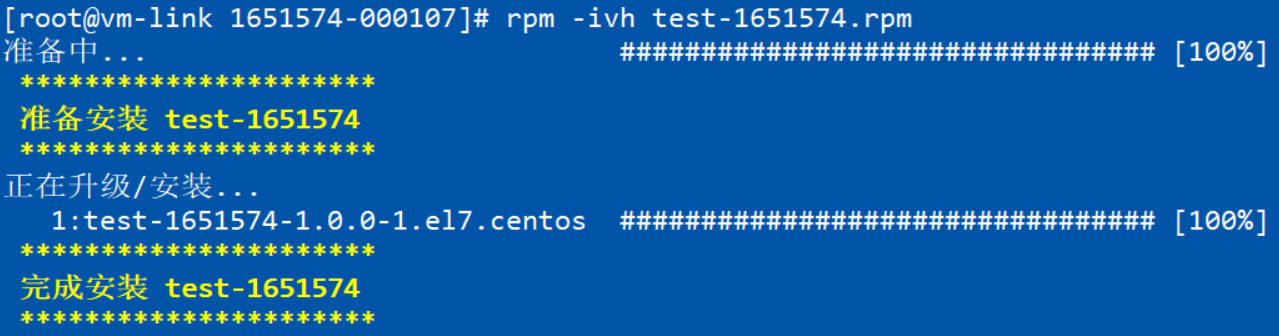 [root@vm-link 1651574-000107]# rpm -ivh test-1651574.rpm
准备中... ################################# [100%]
**********************
准备安装 test-1651574
**********************
正在升级/安装...
1:test-1651574-1.0.0-1.el7.centos ################################# [100%]
**********************
完成安装 test-1651574
**********************